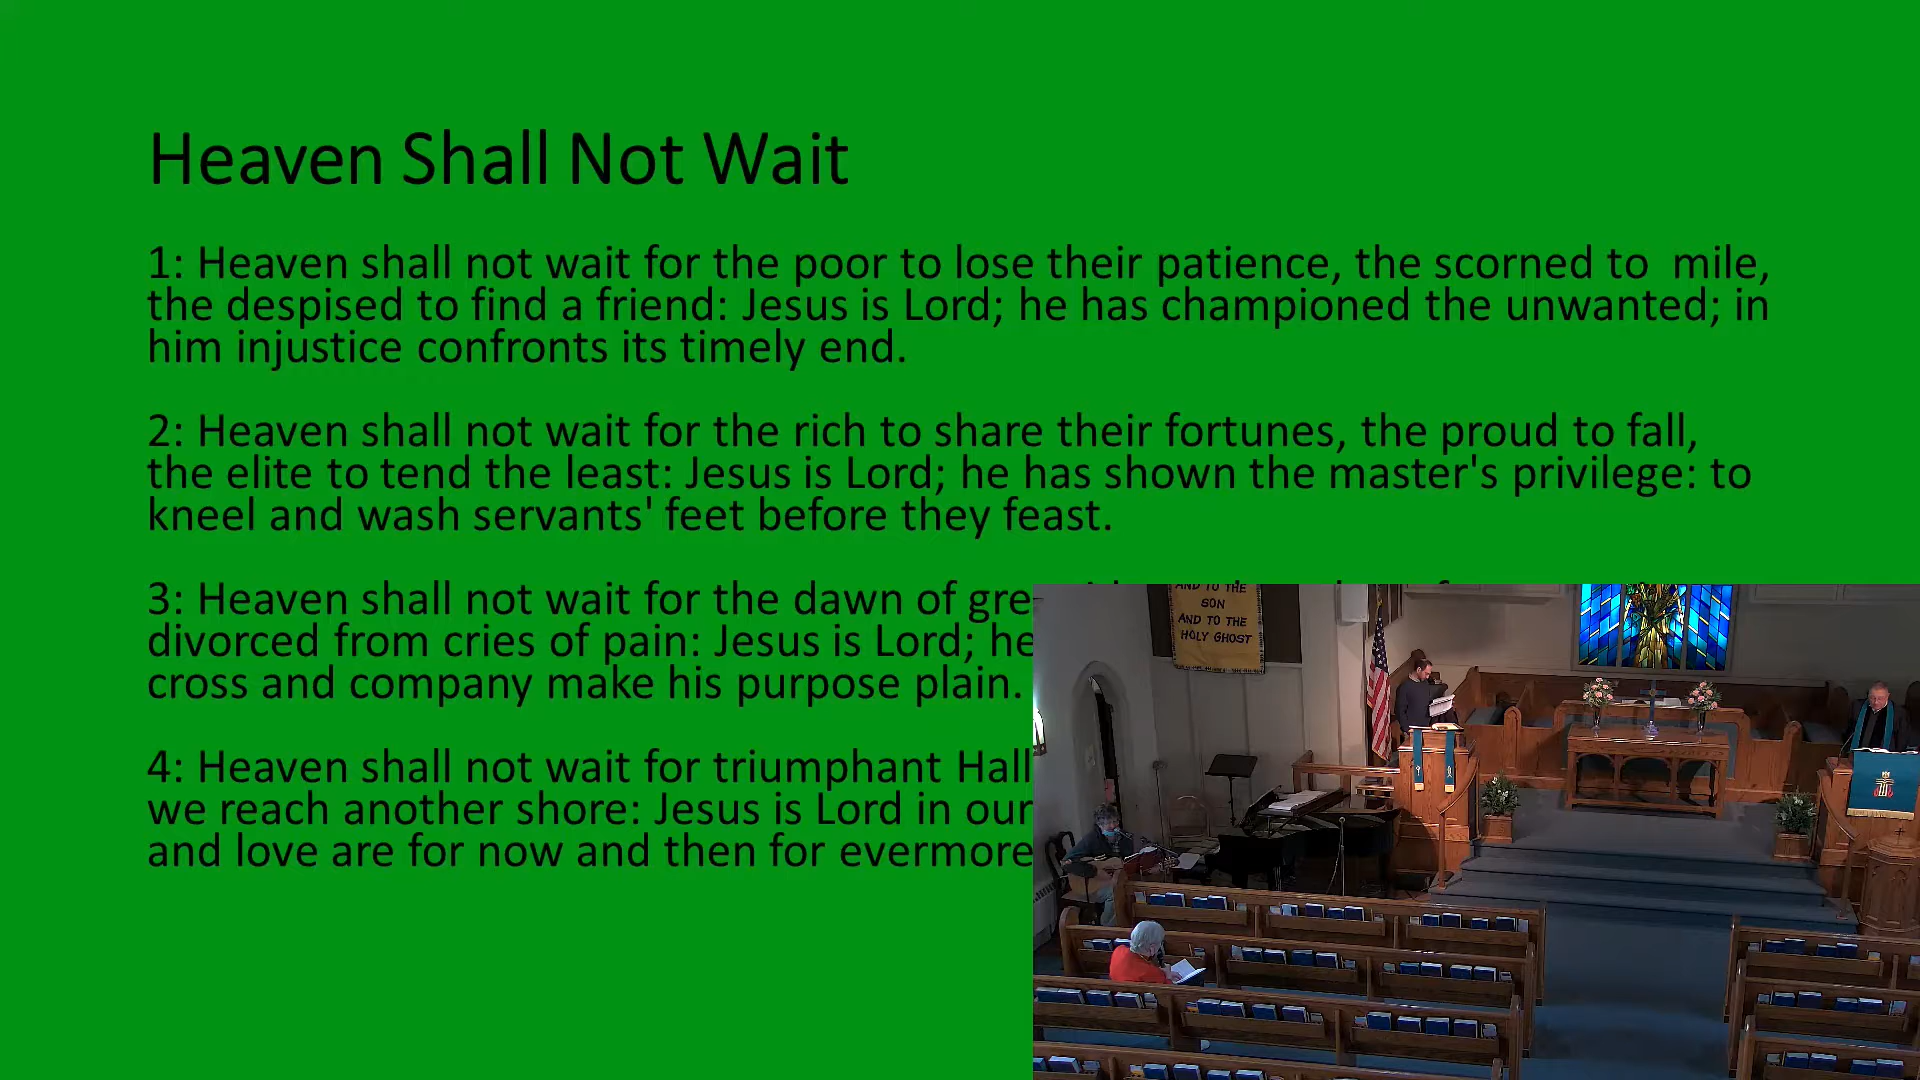 Heaven Shall Not Wait
1: Heaven shall not wait for the poor to lose their patience, the scorned to  mile,
the despised to find a friend: Jesus is Lord; he has championed the unwanted; in
him injustice confronts its timely end.
2: Heaven shall not wait for the rich to share their fortunes, the proud to fall,
the elite to tend the least: Jesus is Lord; he has shown the master's privilege: to
kneel and wash servants' feet before they feast.
3: Heaven shall not wait for the dawn of gre
divorced from cries of pain: Jesus is Lord; he
cross and company make his purpose plain.
4: Heaven shall not wait for triumphant Hall
we reach another shore: Jesus is Lord in our
and love are for now and then for evermore
AND TO THE
SON
AND TO THE
HOLY GHOST